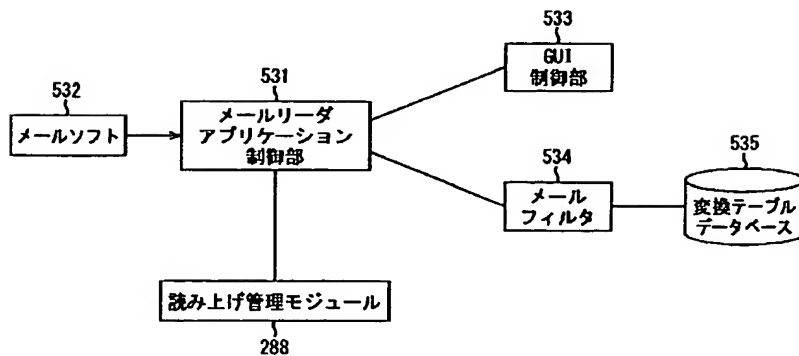 533
GUI
制御部
531
532
メールリーダ
アプリケーション
制御部
メールソフト
534
メール
フィルタ
535
変換テーブル
データベース
読み上げ管理モジュール
288